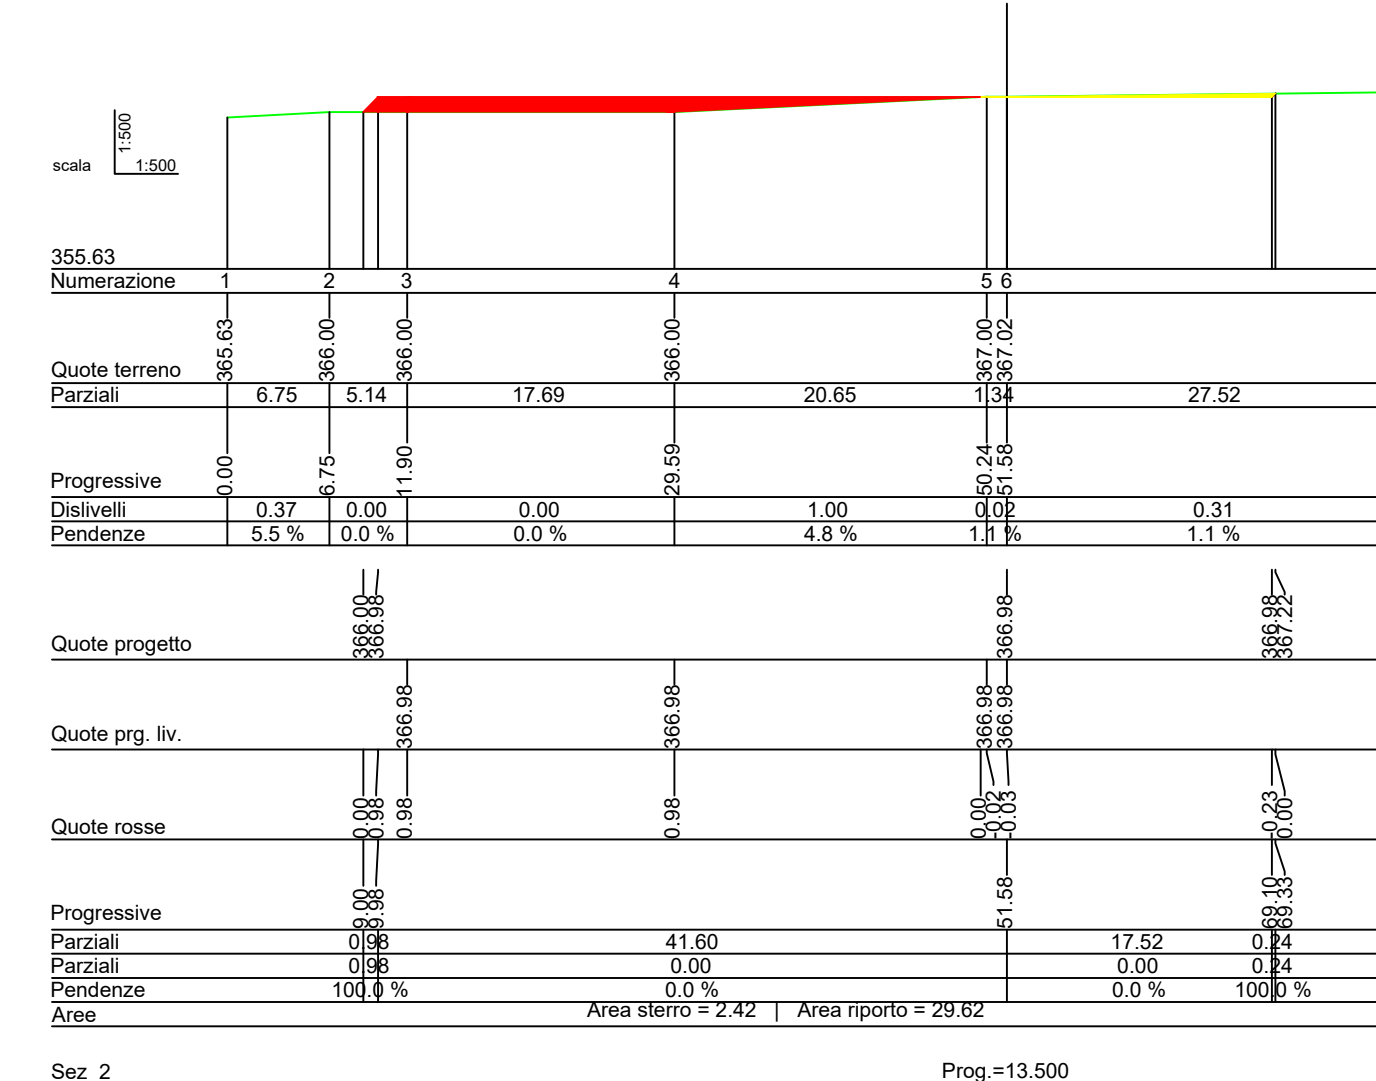 1:500
scala 1:500
355.63
Numerazione 1 2 3 4 5 6
Quote terreno 365.63 366.00 366.00 366.00 367.00 367.02
Parziali 6.75 5.14 17.69 20.65 1.34 27.52
Progressive 0.00 6.75 11.90 29.59 50.24 51.58
Dislivelli 0.37 0.00 0.00 1.00 0.02 0.31
Pendenze 5.5 % 0.0 % 0.0 % 4.8 % 1.1 % 1.1 %
Quote progetto 366.00 366.98 366.98 366.98 367.22
Quote prg. liv. 366.98 366.98 366.98 366.98
Quote rosse 0.00 0.98 0.98 0.98 0.00 -0.02 -0.03 -0.23 0.00
Progressive 9.00 9.98 51.58 69.10 69.33
Parziali 0.98 41.60 17.52 0.24
Parziali 0.98 0.00 0.00 0.24
Pendenze 100.0 % 0.0 % 0.0 % 100.0 %
Aree Area sterro = 2.42 | Area riporto = 29.62
Sez 2 Prog.=13.500